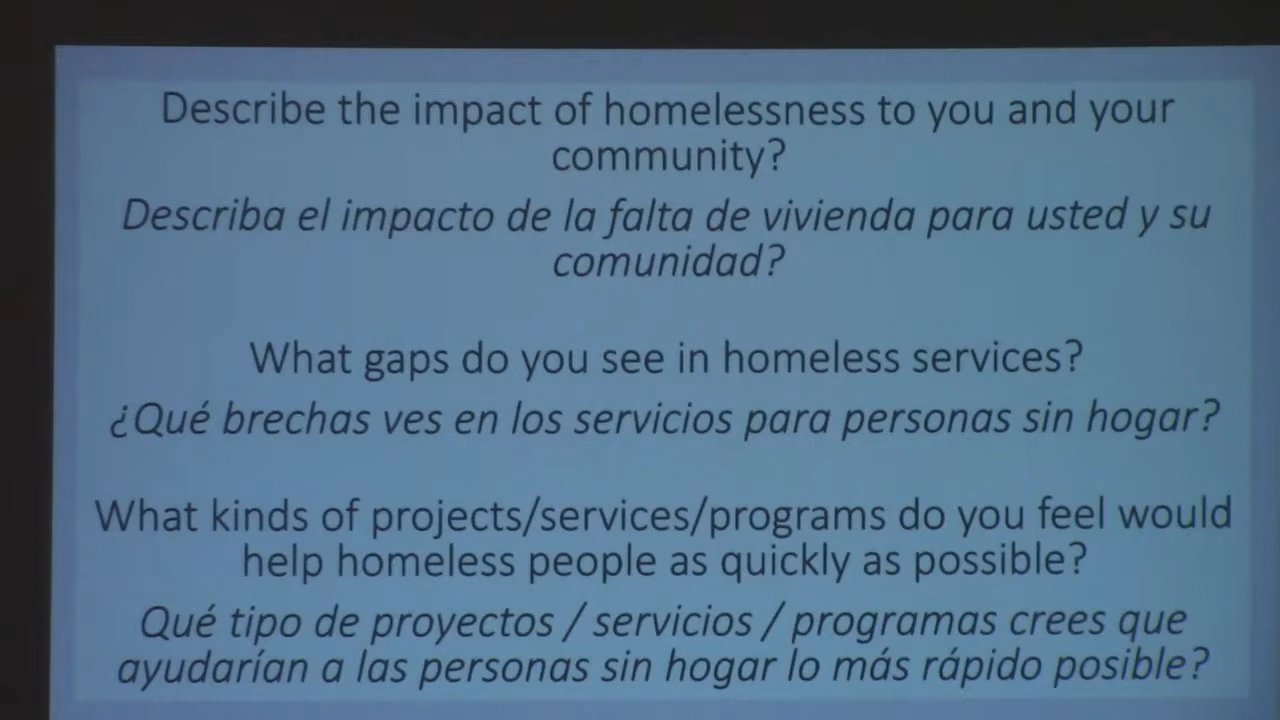 Describe the impact of homelessness to you and your
community?
Describa el impacto de la falta de vivienda para usted y su
comunidad?
What gaps do you see in homeless services?
¿Qué brechas ves en los servicios para personas sin hogar?
What kinds of projects/services/programs do you feel would
help homeless people as quickly as possible?
Qué tipo de proyectos / servicios / programas crees que
ayudarían a las personas sin hogar lo más rápido posible?